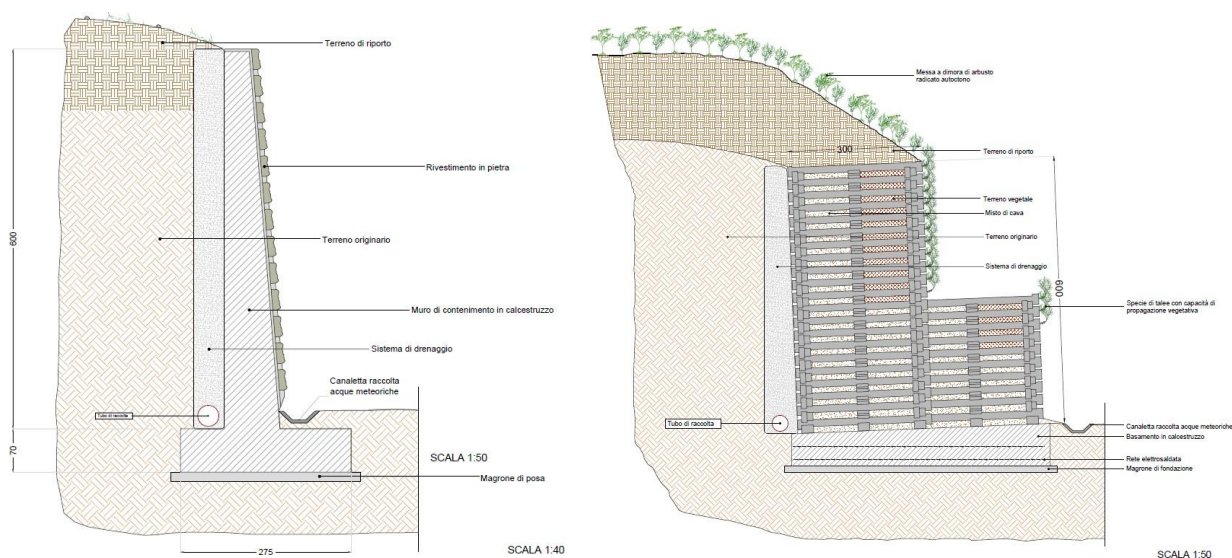 Terreno di riporto
600
Rivestimento in pietra
Terreno originario
Muro di contenimento in calcestruzzo
Sistema di drenaggio
Canaletta raccolta
acque meteoriche
Tubo di raccolta
70
SCALA 1:50
Magrone di posa
275
SCALA 1:40
Messa a dimora di arbusto
radicato autoctono
300
Terreno di riporto
Terreno vegetale
Misto di cava
Terreno originario
Sistema di drenaggio
600
Specie di talee con capacità di
propagazione vegetativa
Tubo di raccolta
Canaletta raccolta acque meteoriche
Basamento in calcestruzzo
Rete elettrosaldata
Magrone di fondazione
SCALA 1:50